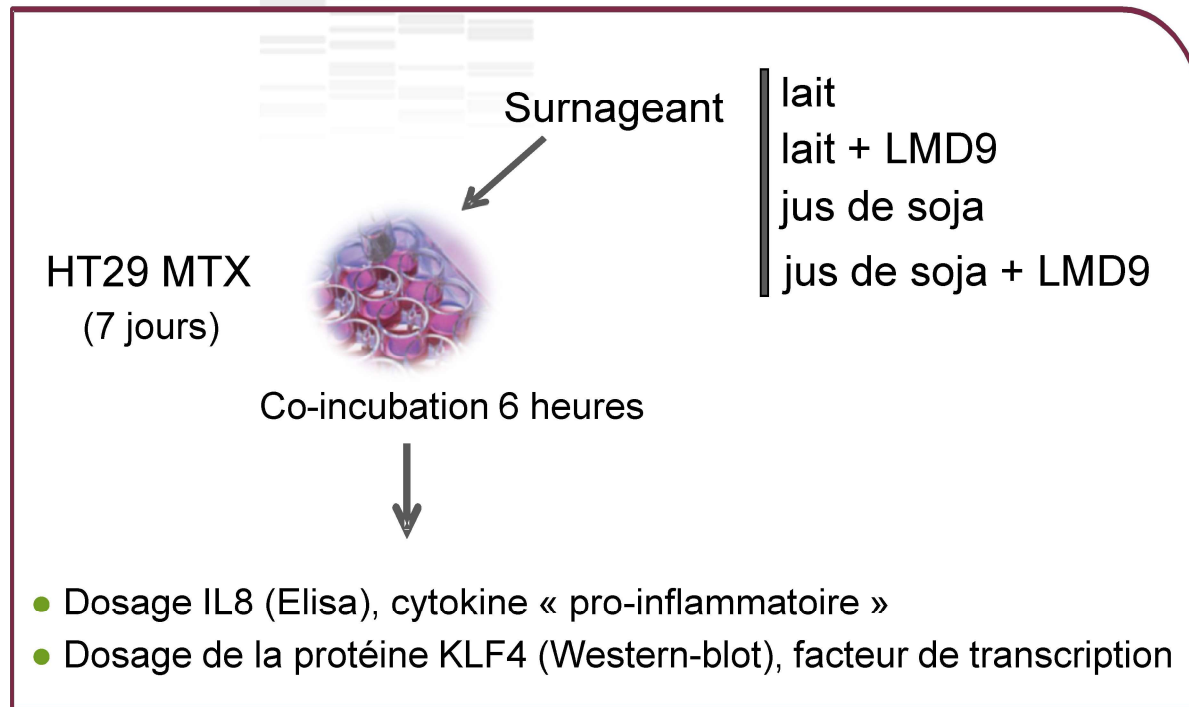 Surnageant
lait
lait + LMD9
jus de soja
jus de soja + LMD9
HT29 MTX
(7 jours)
Co-incubation 6 heures
• Dosage IL8 (Elisa), cytokine « pro-inflammatoire »
• Dosage de la protéine KLF4 (Western-blot), facteur de transcription